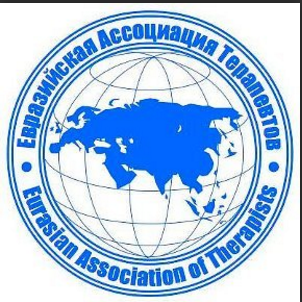 Евразийская Ассоциация Терапевтов
Eurasian Association of Therapists